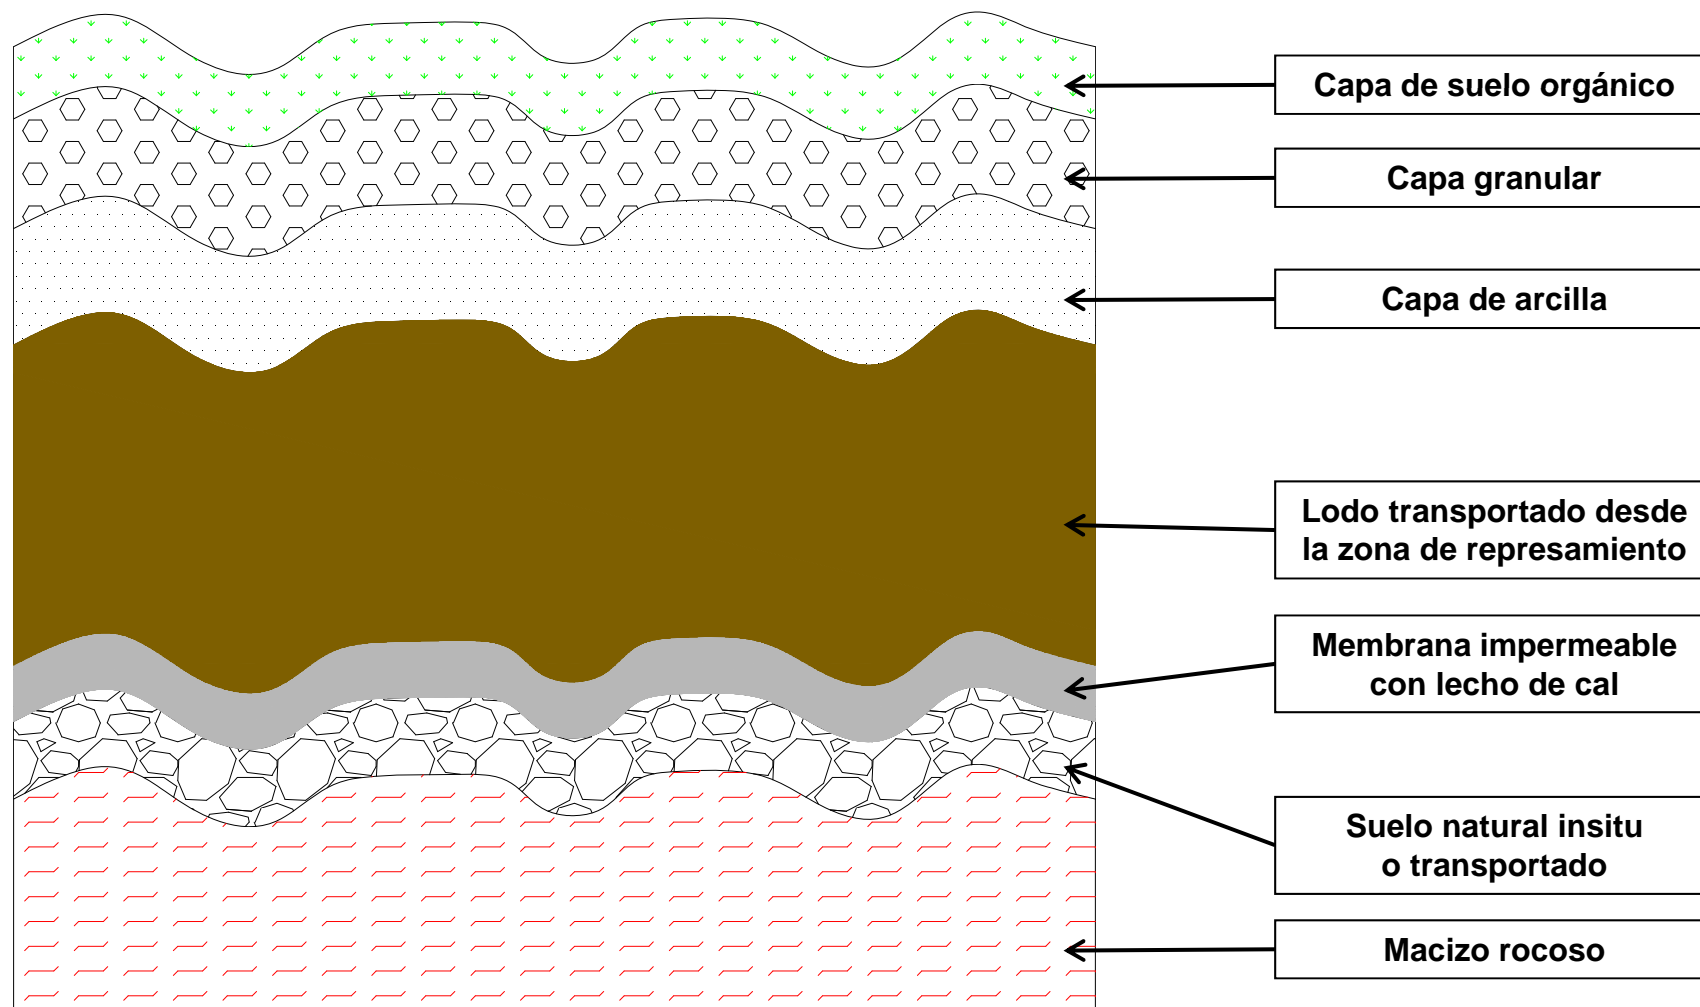 Capa de suelo orgánico
Capa granular
Capa de arcilla
Lodo transportado desde
la zona de represamiento
Membrana impermeable
con lecho de cal
Suelo natural insitu
o transportado
Macizo rocoso